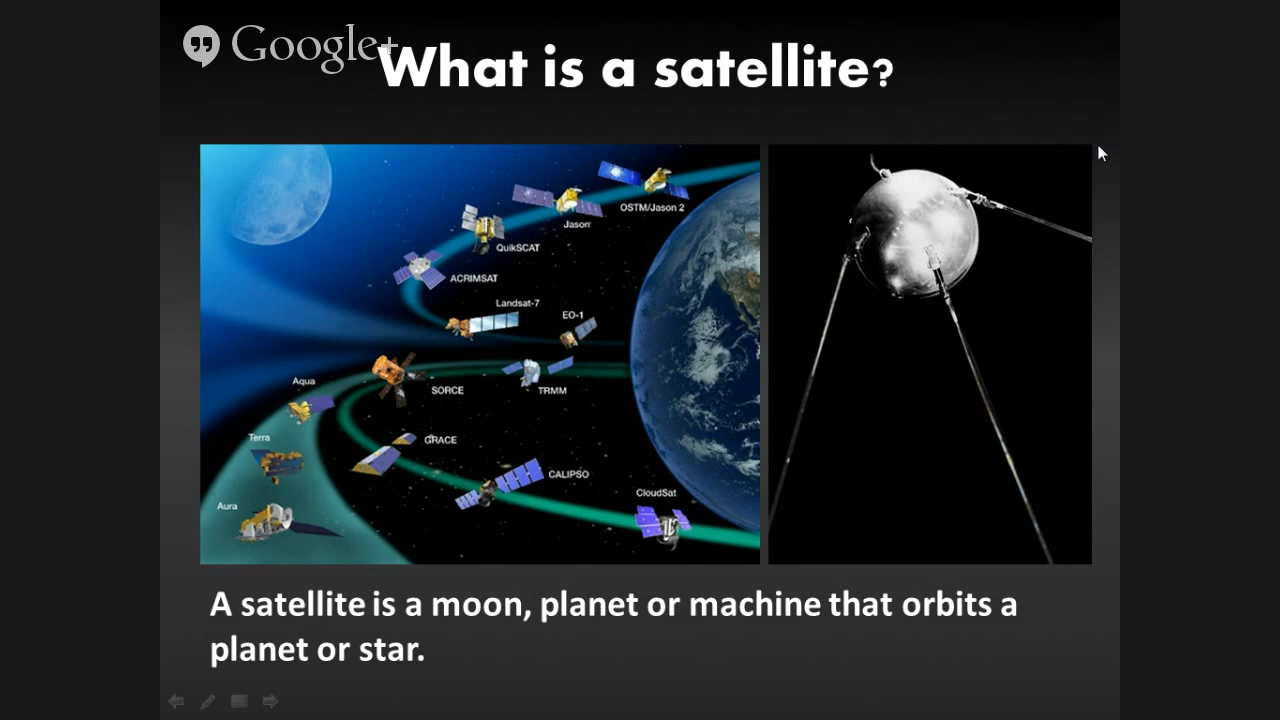 Google+
What is a satellite?
OSTM/Jason 2
Jason
QuikSCAT
ACRIMSAT
Landsat-7
EO-1
Aqua
SORCE
TRMM
Terra
GRACE
CALIPSO
Aura
CloudSat
A satellite is a moon, planet or machine that orbits a
planet or star.